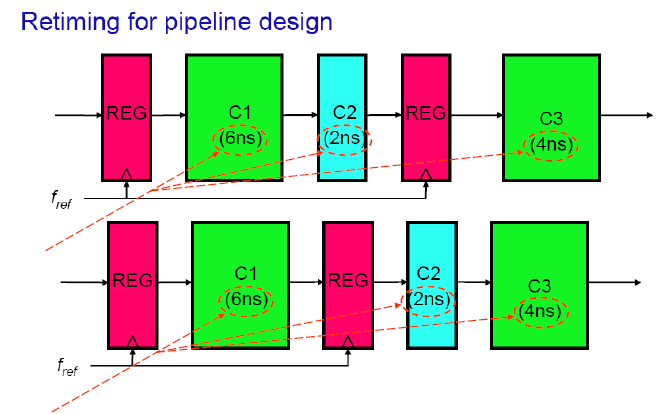 Retiming for pipeline design
REG
C1
(6ns)
C2
(2ns)
REG
C3
(4ns)
fref
REG
C1
(6ns)
REG
C2
(2ns)
C3
(4ns)
fref